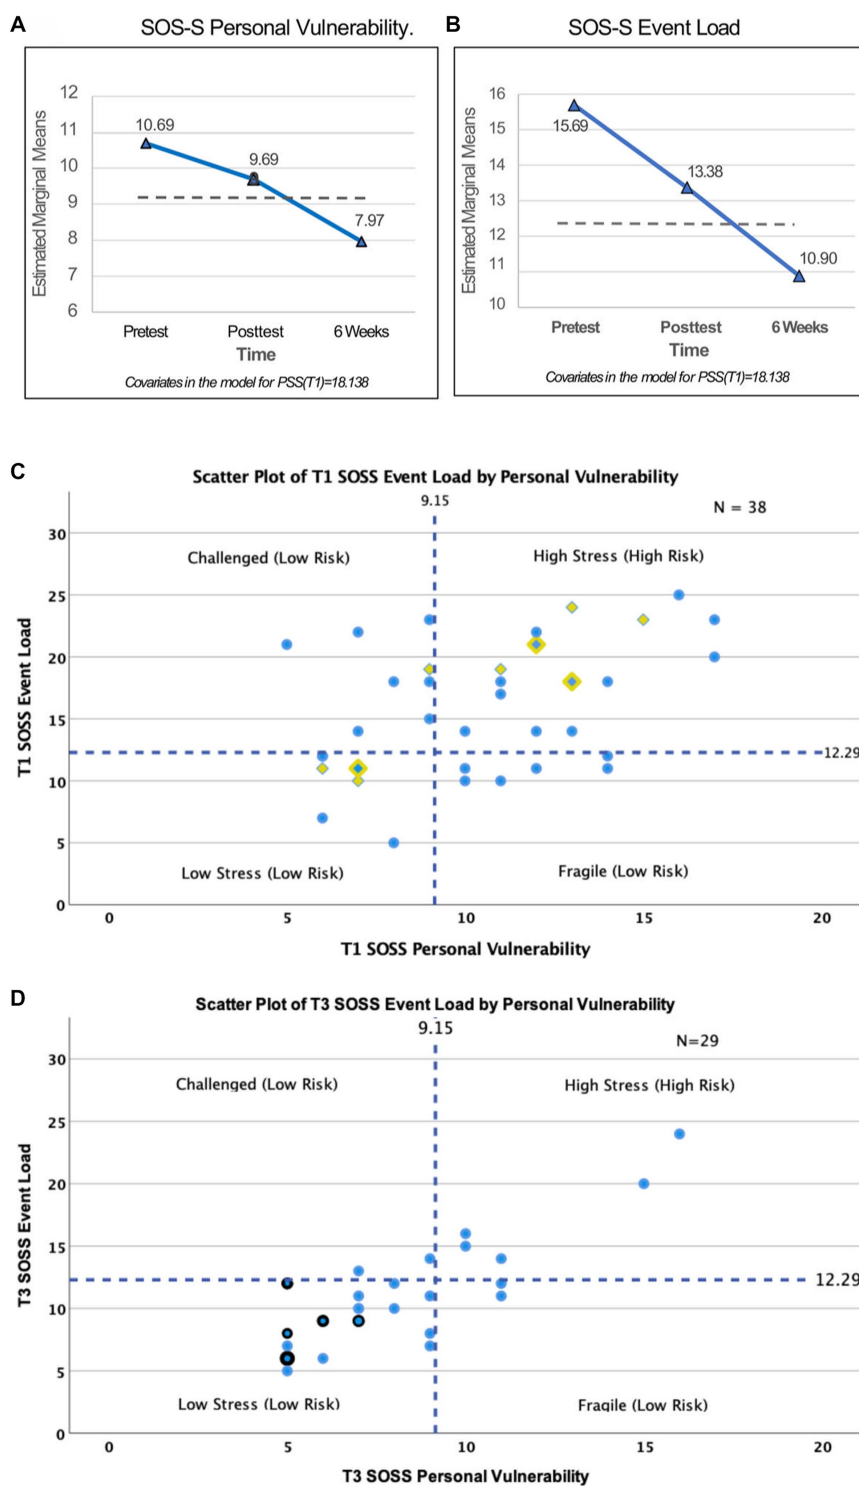 A
SOS-S Personal Vulnerability.
Estimated Marginal Means
12
11
10
9
8
7
6
10.69
9.69
7.97
Pretest
Posttest
6 Weeks
Time
Covariates in the model for PSS(T1)=18.138
B
SOS-S Event Load
Estimated Marginal Means
16
15
14
13
12
11
10
15.69
13.38
10.90
Pretest
Posttest
6 Weeks
Time
Covariates in the model for PSS(T1)=18.138
C
Scatter Plot of T1 SOSS Event Load by Personal Vulnerability
9.15
N = 38
Challenged (Low Risk)
High Stress (High Risk)
T1 SOSS Event Load
30
25
20
15
10
5
0
12.29
Low Stress (Low Risk)
Fragile (Low Risk)
0
5
10
15
20
T1 SOSS Personal Vulnerability
D
Scatter Plot of T3 SOSS Event Load by Personal Vulnerability
9.15
N=29
Challenged (Low Risk)
High Stress (High Risk)
T3 SOSS Event Load
30
25
20
15
10
5
0
12.29
Low Stress (Low Risk)
Fragile (Low Risk)
0
5
10
15
20
T3 SOSS Personal Vulnerability